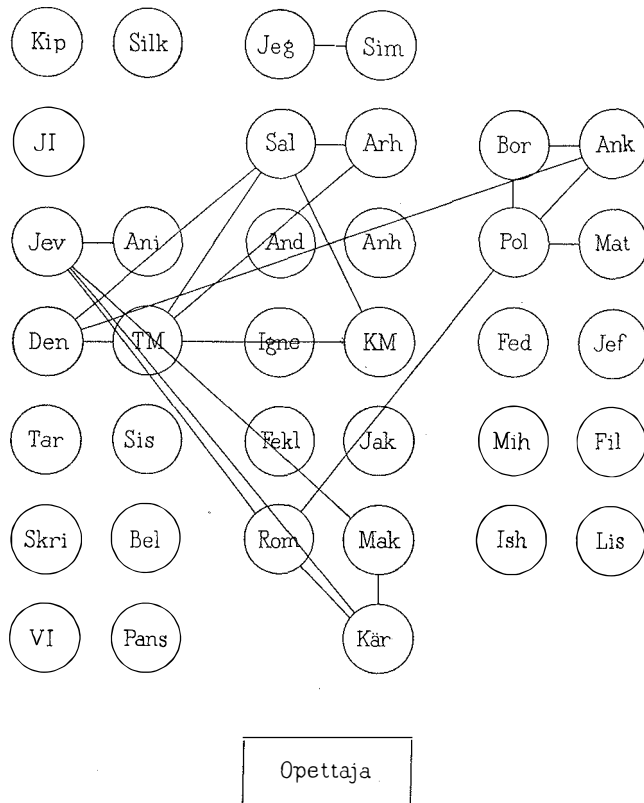 Kip Silk Jeg Sim
JI Sal Arh Bor Ank
Jev Anj And Anh Pol Mat
Den TM Igne KM Fed Jef
Tar Sis Fekl Jak Mih Fil
Skri Bel Rom Mak Ish Lis
VI Pans Kär
Opettaja